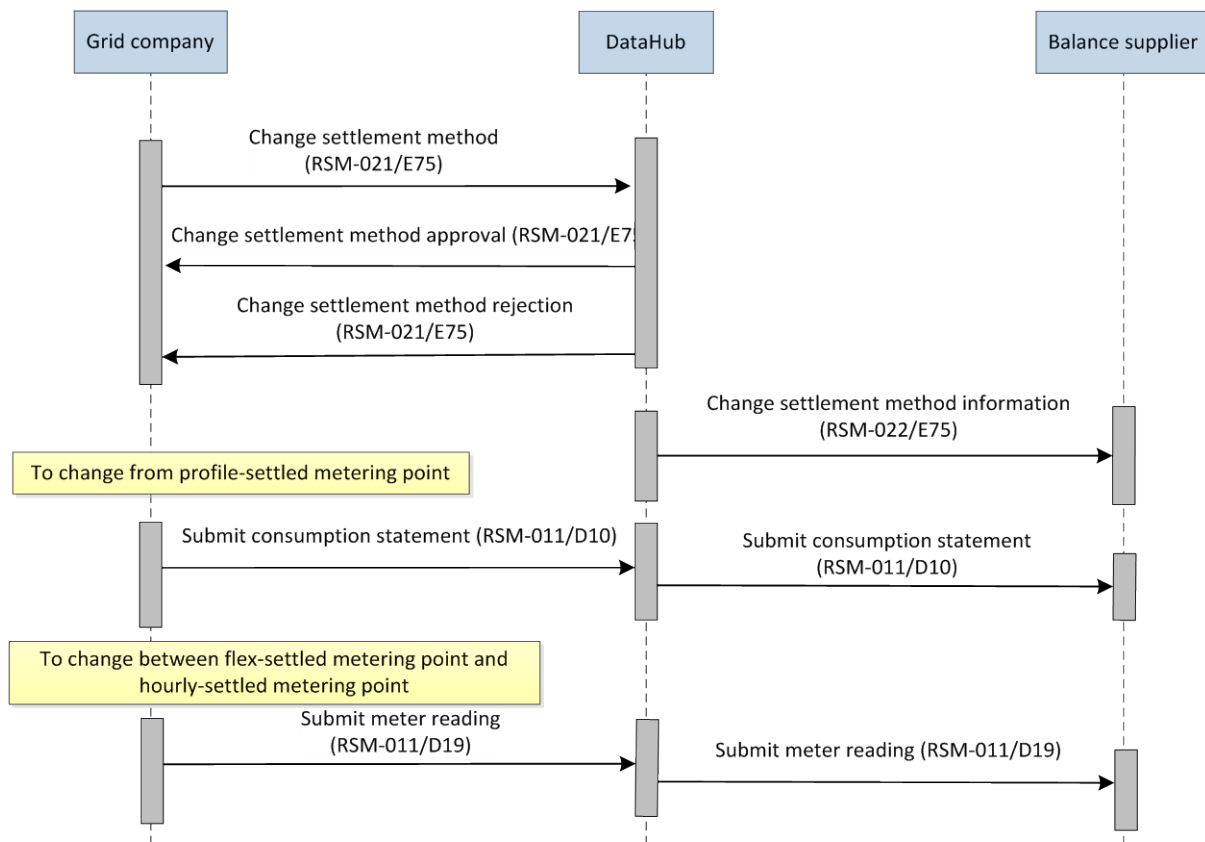 Grid company
DataHub
Balance supplier
Change settlement method
(RSM-021/E75)
Change settlement method approval (RSM-021/E75
Change settlement method rejection
(RSM-021/E75)
Change settlement method information
(RSM-022/E75)
To change from profile-settled metering point
Submit consumption statement (RSM-011/D10)
Submit consumption statement
(RSM-011/D10)
To change between flex-settled metering point and
hourly-settled metering point
Submit meter reading
(RSM-011/D19)
Submit meter reading (RSM-011/D19)